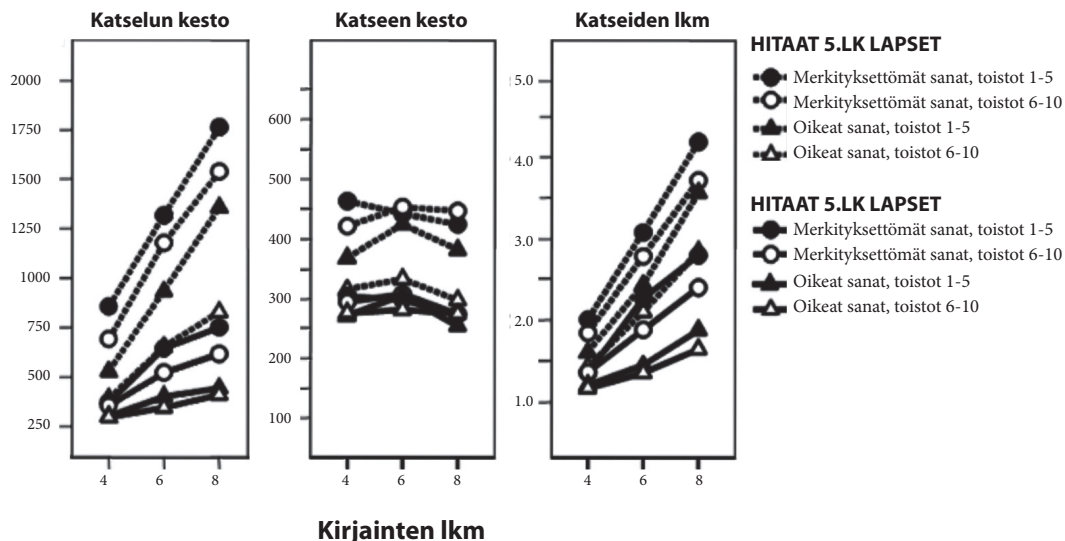 Katselun kesto
2000
1750
1500
1250
1000
750
500
250
4 6 8
Katseen kesto
600
500
450
400
300
200
100
4 6 8
Katseiden lkm
5.0
4.0
3.0
2.0
1.0
4 6 8
Kirjainten lkm
HITAAT 5.LK LAPSET
Merkityksettömät sanat, toistot 1-5
Merkityksettömät sanat, toistot 6-10
Oikeat sanat, toistot 1-5
Oikeat sanat, toistot 6-10
HITAAT 5.LK LAPSET
Merkityksettömät sanat, toistot 1-5
Merkityksettömät sanat, toistot 6-10
Oikeat sanat, toistot 1-5
Oikeat sanat, toistot 6-10